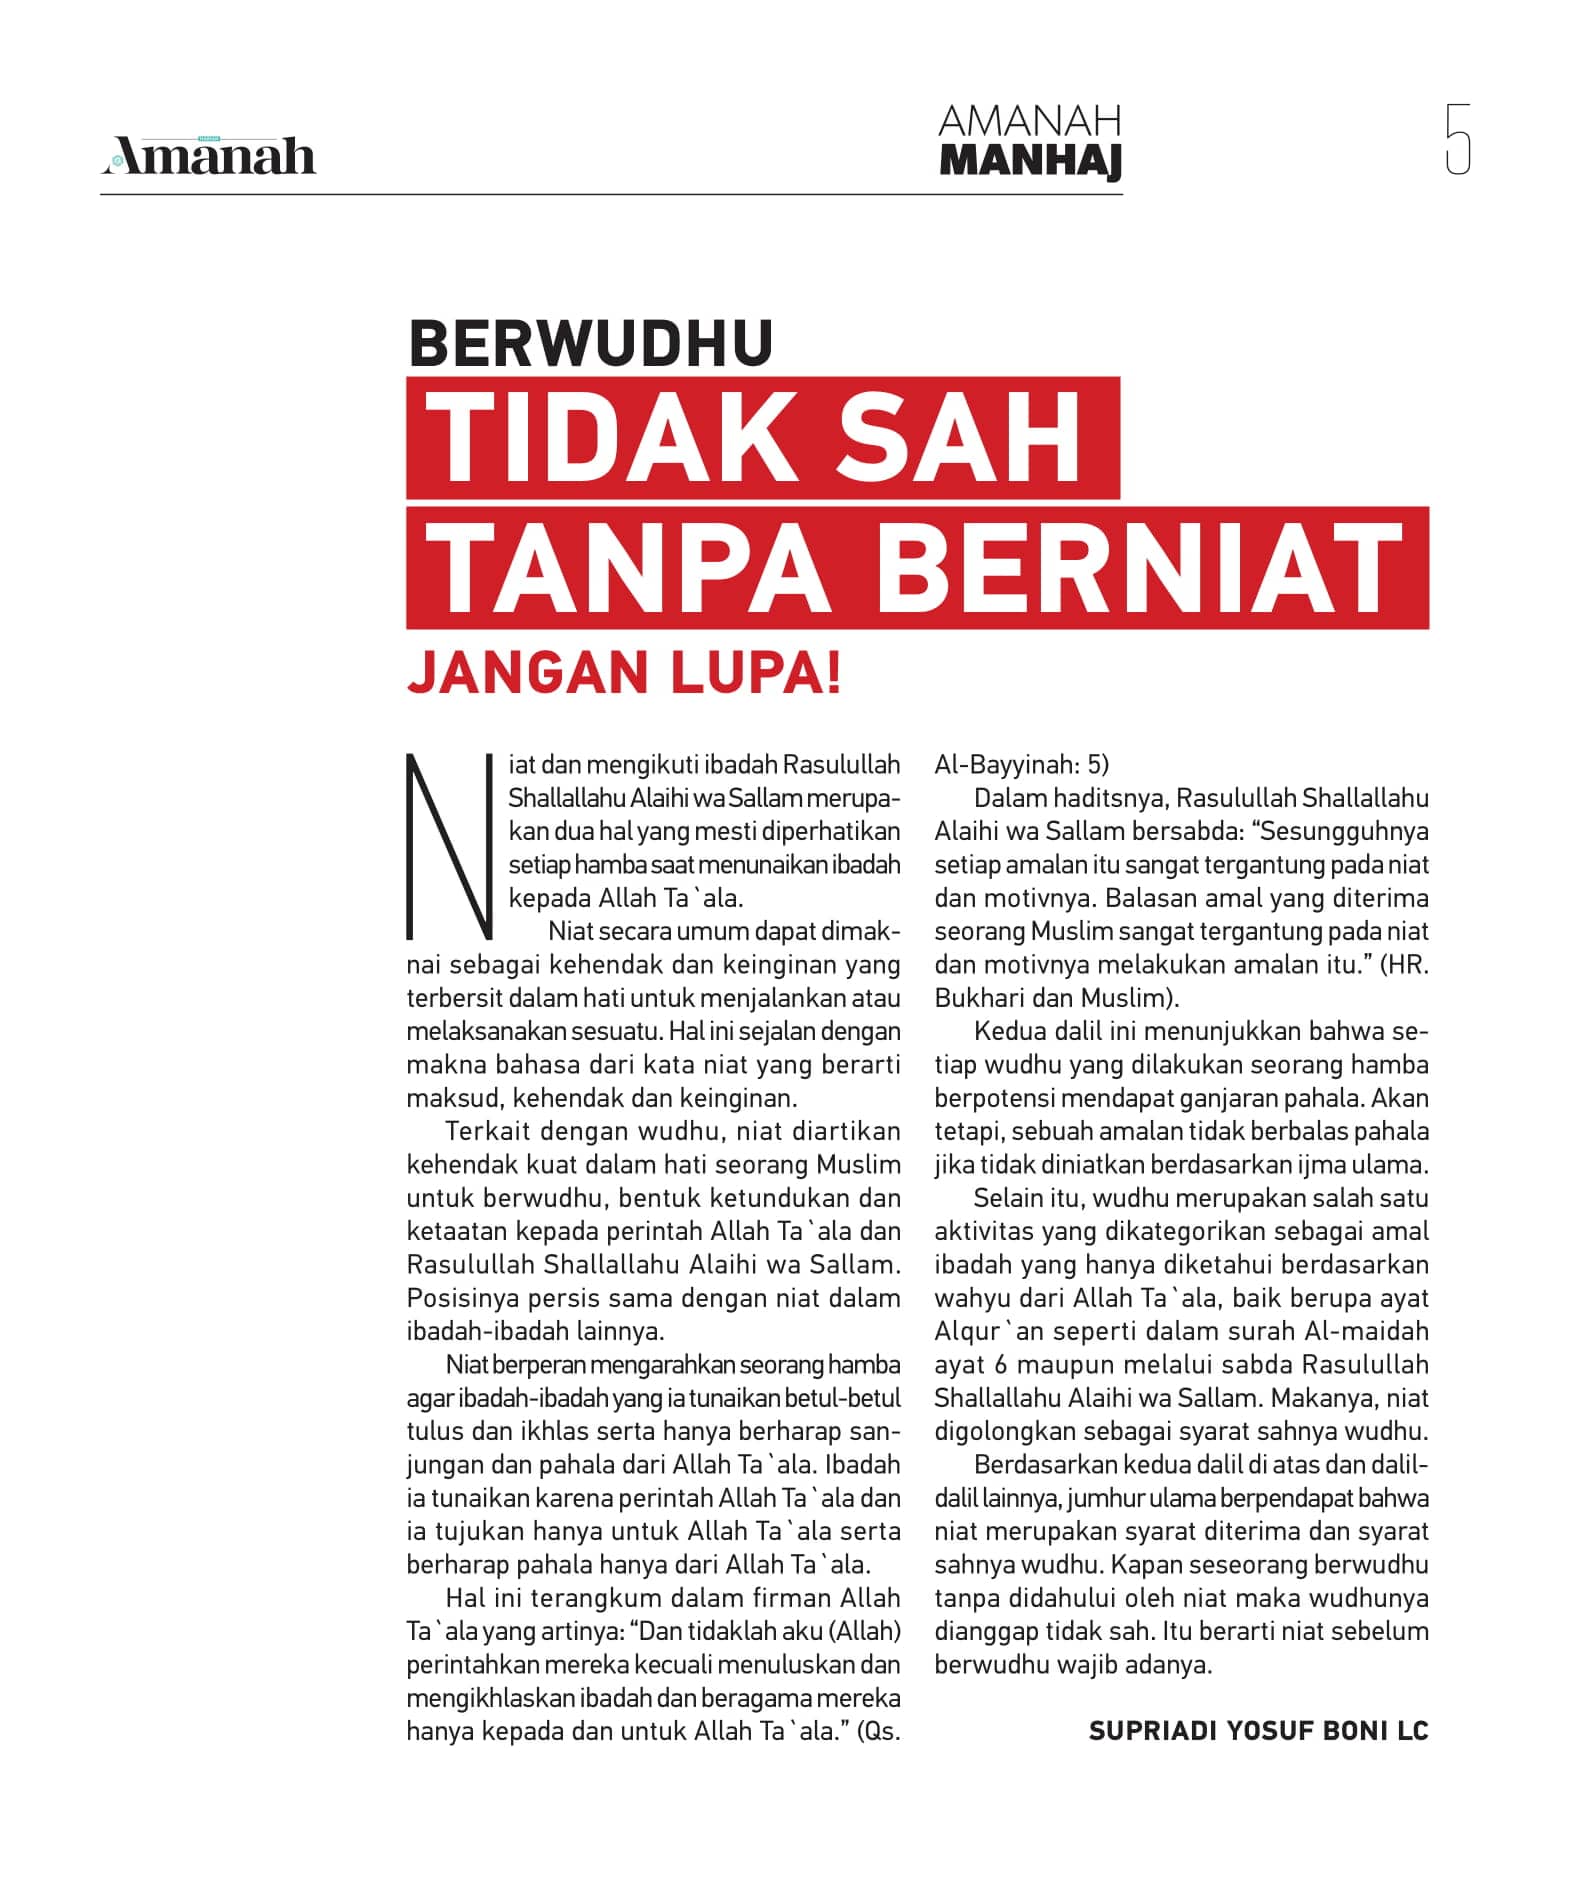 Amanah
AMANAH
MANHAJ
5
BERWUDHU
TIDAK SAH
TANPA BERNIAT
JANGAN LUPA!
Niat dan mengikuti ibadah Rasulullah
Shallallahu Alaihi wa Sallam merupa-
kan dua hal yang mesti diperhatikan
setiap hamba saat menunaikan ibadah
kepada Allah Ta`ala.
Niat secara umum dapat dimak-
nai sebagai kehendak dan keinginan yang
terbersit dalam hati untuk menjalankan atau
melaksanakan sesuatu. Hal ini sejalan dengan
makna bahasa dari kata niat yang berarti
maksud, kehendak dan keinginan.
Terkait dengan wudhu, niat diartikan
kehendak kuat dalam hati seorang Muslim
untuk berwudhu, bentuk ketundukan dan
ketaatan kepada perintah Allah Ta`ala dan
Rasulullah Shallallahu Alaihi wa Sallam.
Posisinya persis sama dengan niat dalam
ibadah-ibadah lainnya.
Niat berperan mengarahkan seorang hamba
agar ibadah-ibadah yang ia tunaikan betul-betul
tulus dan ikhlas serta hanya berharap san-
jungan dan pahala dari Allah Ta`ala. Ibadah
ia tunaikan karena perintah Allah Ta`ala dan
ia tujukan hanya untuk Allah Ta`ala serta
berharap pahala hanya dari Allah Ta`ala.
Hal ini terangkum dalam firman Allah
Ta`ala yang artinya: “Dan tidaklah aku (Allah)
perintahkan mereka kecuali menuluskan dan
mengikhlaskan ibadah dan beragama mereka
hanya kepada dan untuk Allah Ta`ala.” (Qs.
Al-Bayyinah: 5)
Dalam haditsnya, Rasulullah Shallallahu
Alaihi wa Sallam bersabda: “Sesungguhnya
setiap amalan itu sangat tergantung pada niat
dan motivnya. Balasan amal yang diterima
seorang Muslim sangat tergantung pada niat
dan motivnya melakukan amalan itu.” (HR.
Bukhari dan Muslim).
Kedua dalil ini menunjukkan bahwa se-
tiap wudhu yang dilakukan seorang hamba
berpotensi mendapat ganjaran pahala. Akan
tetapi, sebuah amalan tidak berbalas pahala
jika tidak diniatkan berdasarkan ijma ulama.
Selain itu, wudhu merupakan salah satu
aktivitas yang dikategorikan sebagai amal
ibadah yang hanya diketahui berdasarkan
wahyu dari Allah Ta`ala, baik berupa ayat
Alqur`an seperti dalam surah Al-maidah
ayat 6 maupun melalui sabda Rasulullah
Shallallahu Alaihi wa Sallam. Makanya, niat
digolongkan sebagai syarat sahnya wudhu.
Berdasarkan kedua dalil di atas dan dalil-
dalil lainnya, jumhur ulama berpendapat bahwa
niat merupakan syarat diterima dan syarat
sahnya wudhu. Kapan seseorang berwudhu
tanpa didahului oleh niat maka wudhunya
dianggap tidak sah. Itu berarti niat sebelum
berwudhu wajib adanya.
SUPRIADI YOSUF BONI LC